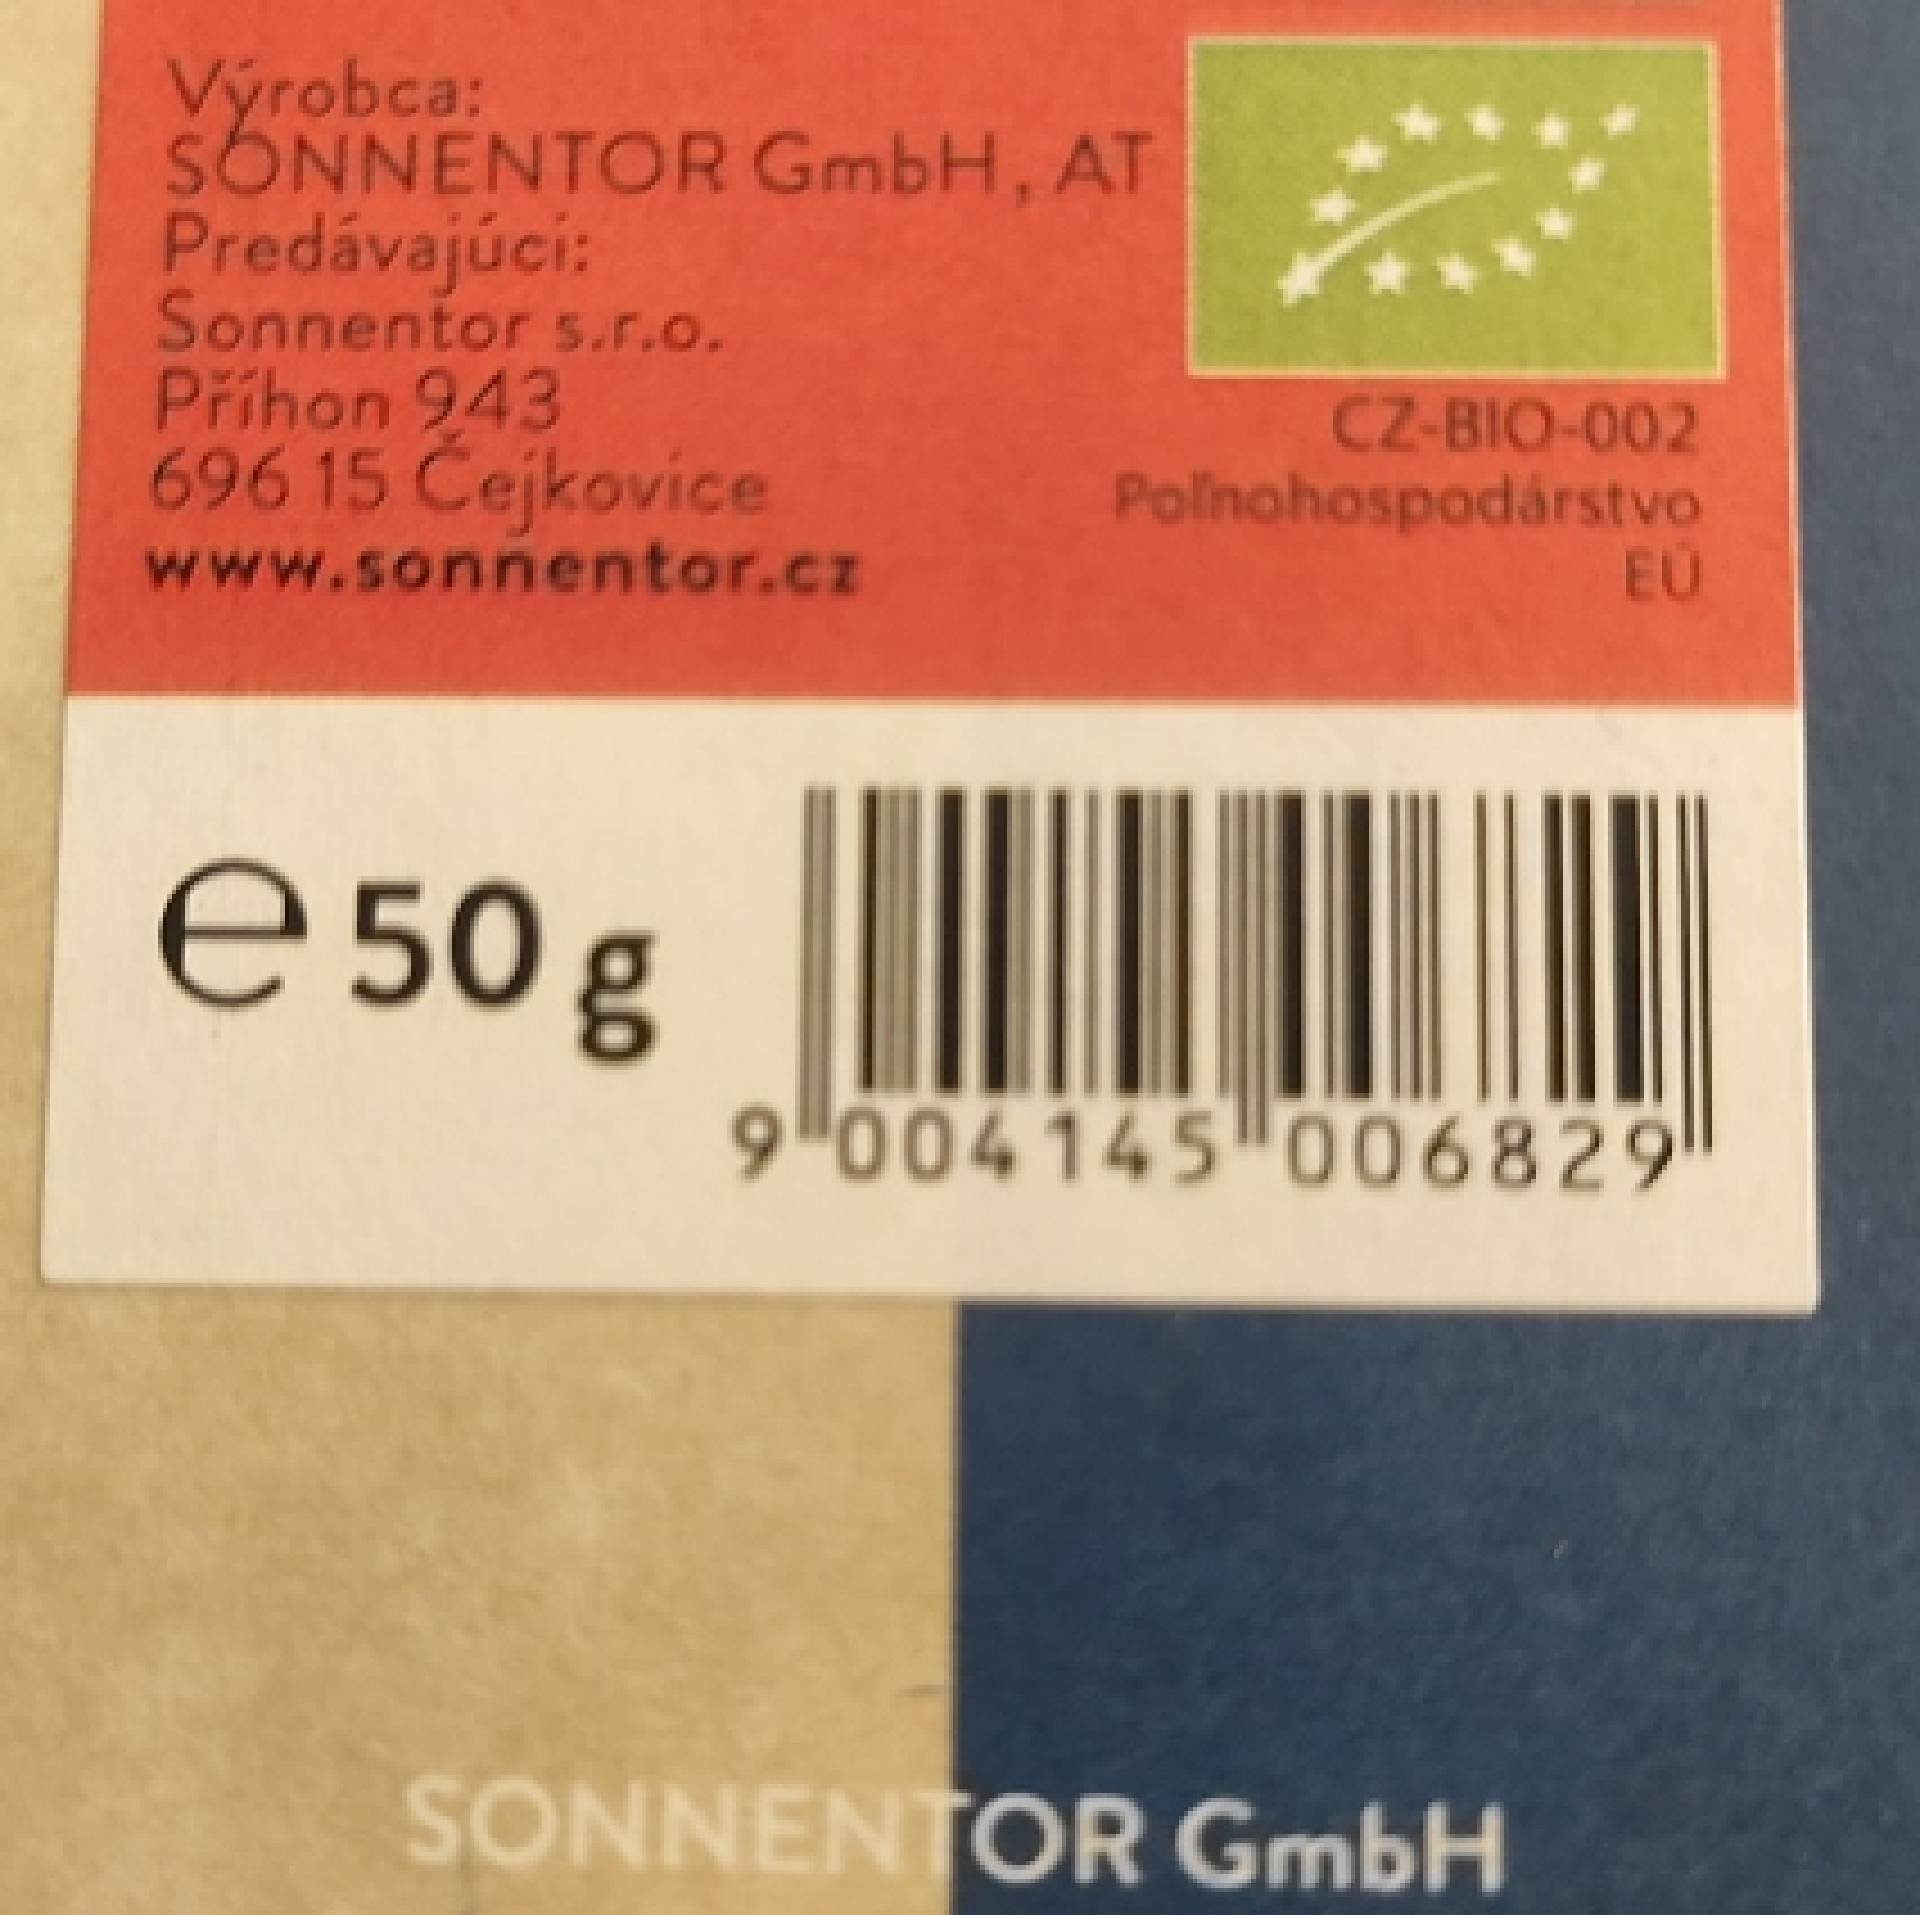 Výrobca:
SONNENTOR GmbH, AT
Predávajúci:
Sonnentor s.r.o.
Příhon 943
696 15 Čejkovice
www.sonnentor.cz
CZ-BIO-002
Poľnohospodárstvo
EÚ
℮ 50 g
9 004145 006829
SONNENTOR GmbH